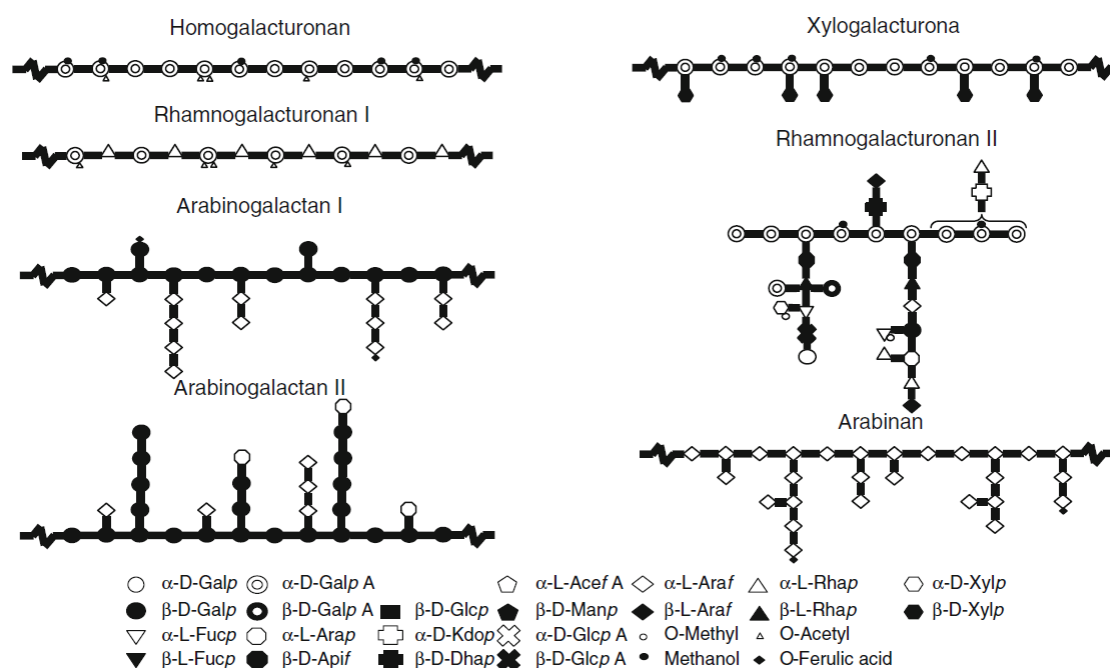 Homogalacturonan
Xylogalacturona
Rhamnogalacturonan I
Rhamnogalacturonan II
Arabinogalactan I
Arabinogalactan II
Arabinan
α-D-Galp α-D-Galp A α-L-Acef A α-L-Araf α-L-Rhap α-D-Xylp
β-D-Galp β-D-Galp A β-D-Glcp β-D-Manp β-L-Araf β-L-Rhap β-D-Xylp
α-L-Fucp α-L-Arap α-D-Kdop α-D-Glcp A O-Methyl O-Acetyl
β-L-Fucp β-D-Apif β-D-Dhap β-D-Glcp A Methanol O-Ferulic acid